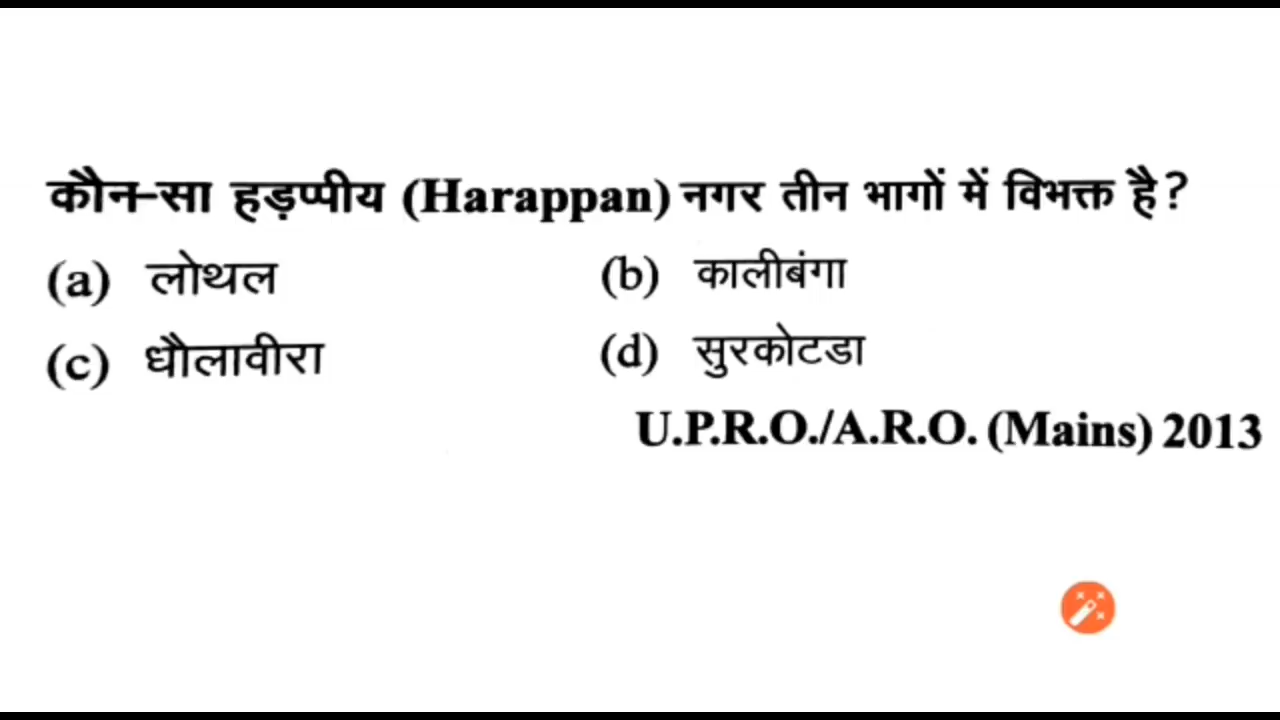 कौन-सा हड़प्पीय (Harappan) नगर तीन भागों में विभक्त है?
(a) लोथल (b) कालीबंगा
(c) धौलावीरा (d) सुरकोटडा
U.P.R.O./A.R.O. (Mains) 2013